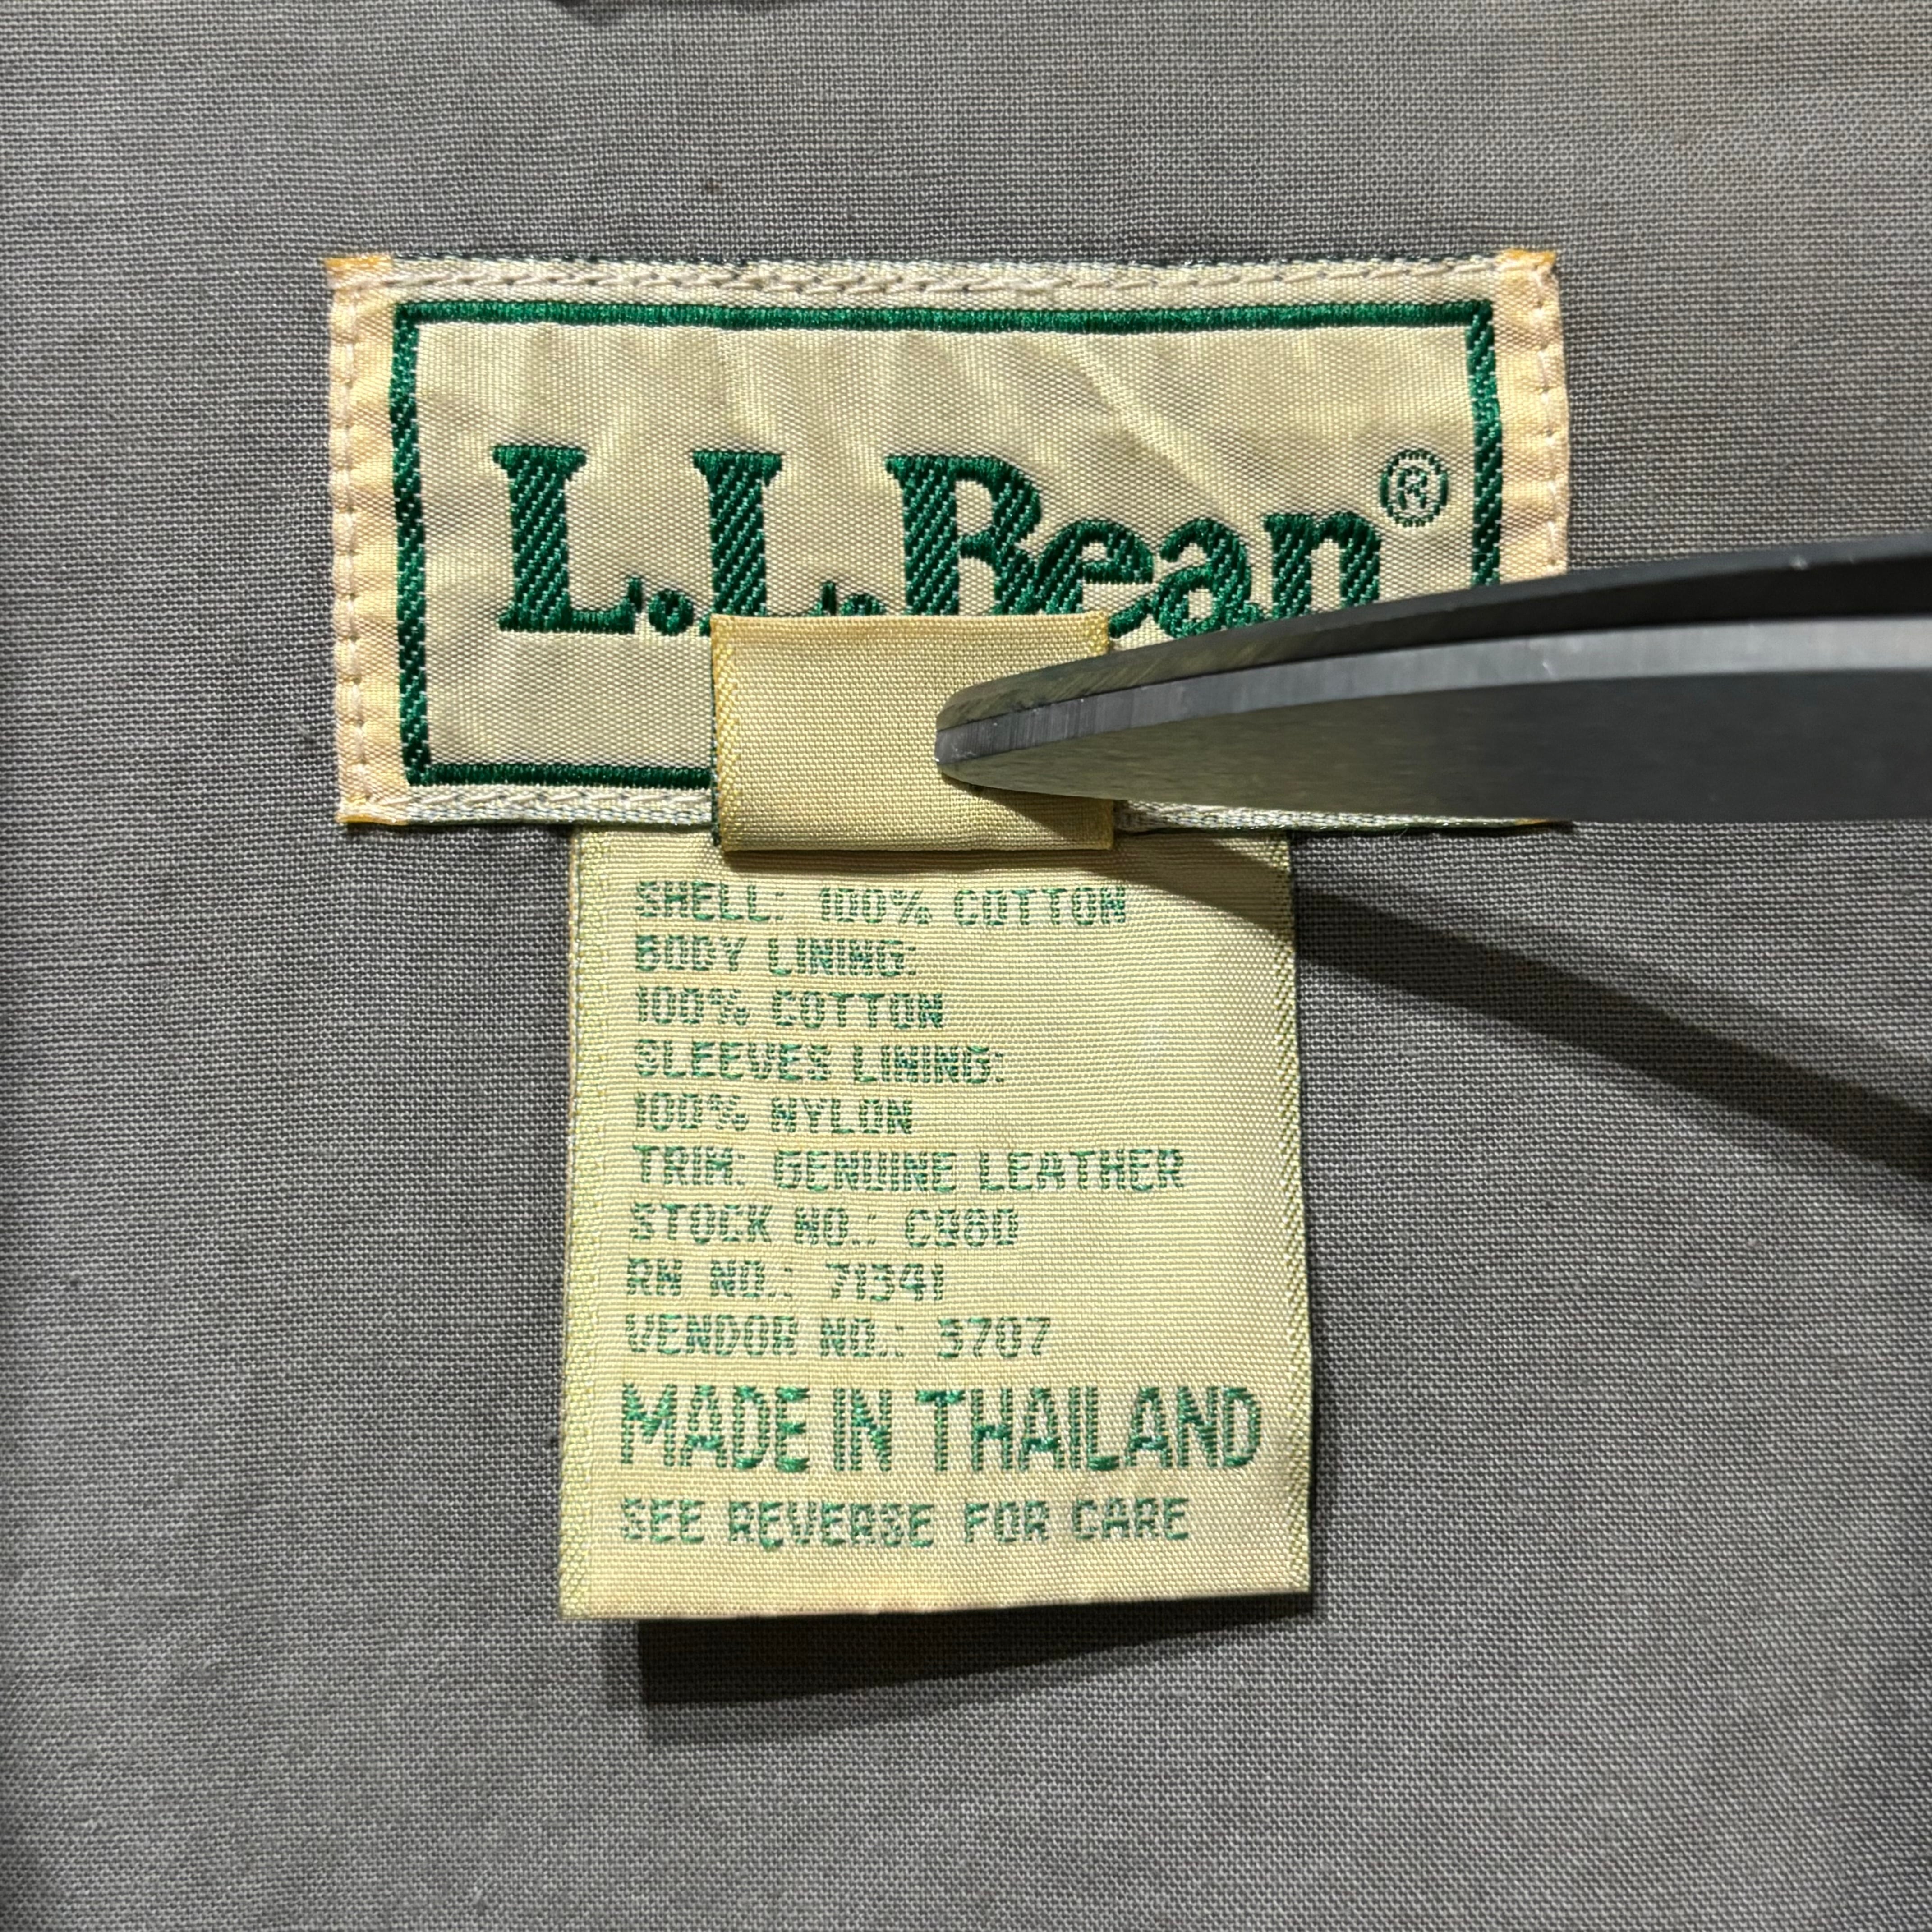 L.L.Bean®
SHELL: 100% COTTON
BODY LINING:
100% COTTON
SLEEVES LINING:
100% NYLON
TRIM: GENUINE LEATHER
STOCK NO.: C960
RN NO.: 71341
VENDOR NO.: 3707
MADE IN THAILAND
SEE REVERSE FOR CARE